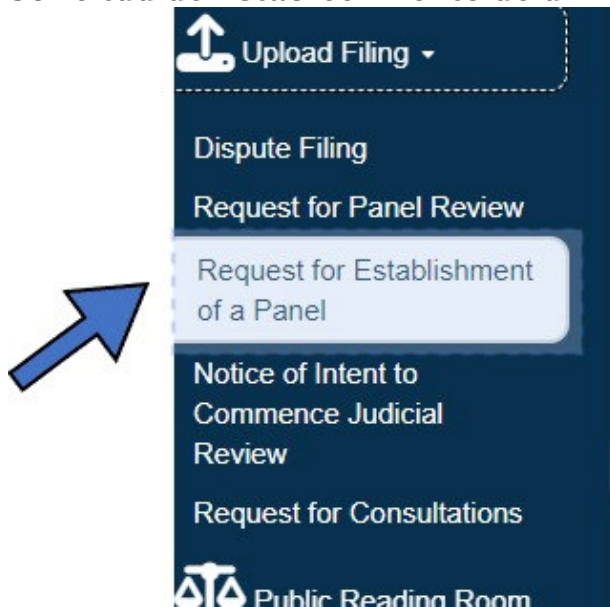 Upload Filing
Dispute Filing
Request for Panel Review
Request for Establishment
of a Panel
Notice of Intent to
Commence Judicial
Review
Request for Consultations
Public Reading Room